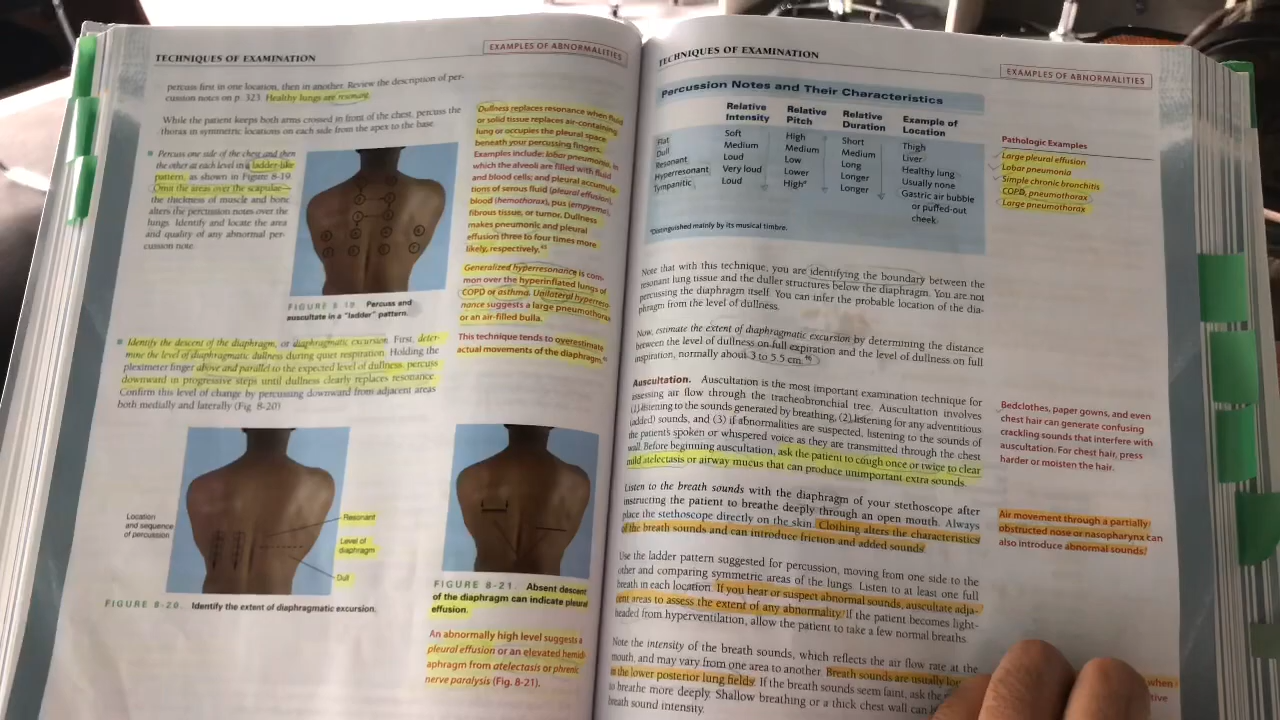 TECHNIQUES OF EXAMINATION
EXAMPLES OF ABNORMALITIES
percuss first in one location, then in another. Review the description of per-
cussion notes on p. 323. Healthy lungs are resonant.
While the patient keeps both arms crossed in front of the chest, percuss the
thorax in symmetric locations on each side from the apex to the base.
Percuss one side of the chest and then
the other at each level in a ladder-like
pattern, as shown in Figure 8-19.
Omit the areas over the scapulae—
the thickness of muscle and bone
alters the percussion notes over the
lungs. Identify and locate the area
and quality of any abnormal per-
cussion note.
FIGURE 8-19. Percuss and
auscultate in a "ladder" pattern.
Dullness replaces resonance when fluid
or solid tissue replaces air-containing
lung or occupies the pleural space
beneath your percussing fingers.
Examples include: lobar pneumonia, in
which the alveoli are filled with fluid
and blood cells; and pleural accumula-
tions of serous fluid (pleural effusion),
blood (hemothorax), pus (empyema),
fibrous tissue, or tumor. Dullness
makes pneumonic and pleural
effusion three to four times more
likely, respectively.
Generalized hyperresonance is com-
mon over the hyperinflated lungs of
COPD or asthma. Unilateral hyperreso-
nance suggests a large pneumothorax
or an air-filled bulla.
Identify the descent of the diaphragm, or diaphragmatic excursion. First, deter-
mine the level of diaphragmatic dullness during quiet respiration. Holding the
pleximeter finger above and parallel to the expected level of dullness, percuss
downward in progressive steps until dullness clearly replaces resonance.
Confirm this level of change by percussing downward from adjacent areas
both medially and laterally (Fig. 8-20)
This technique tends to overestimate
actual movements of the diaphragm.
Location
and sequence
of percussion
Resonant
Level of
diaphragm
Dull
FIGURE 8-20. Identify the extent of diaphragmatic excursion.
FIGURE 8-21. Absent descent
of the diaphragm can indicate pleural
effusion.
An abnormally high level suggests a
pleural effusion or an elevated hemidi-
aphragm from atelectasis or phrenic
nerve paralysis (Fig. 8-21).
TECHNIQUES OF EXAMINATION
EXAMPLES OF ABNORMALITIES
Percussion Notes and Their Characteristics
Relative Intensity Relative Pitch Relative Duration Example of Location
Flat Soft High Short Thigh
Dull Medium Medium Medium Liver
Resonant Loud Low Long Healthy lung
Hyperresonant Very loud Lower Longer Usually none
Tympanitic Loud High* Longer Gastric air bubble
or puffed-out
cheek.
*Distinguished mainly by its musical timbre.
Pathologic Examples
Large pleural effusion
Lobar pneumonia
Simple chronic bronchitis
COPD, pneumothorax
Large pneumothorax
Note that with this technique, you are identifying the boundary between the
resonant lung tissue and the duller structures below the diaphragm. You are not
percussing the diaphragm itself. You can infer the probable location of the dia-
phragm from the level of dullness.
Now, estimate the extent of diaphragmatic excursion by determining the distance
between the level of dullness on full expiration and the level of dullness on full
inspiration, normally about 3 to 5.5 cm.
Auscultation. Auscultation is the most important examination technique for
assessing air flow through the tracheobronchial tree. Auscultation involves
(1) listening to the sounds generated by breathing, (2) listening for any adventitious
(added) sounds, and (3) if abnormalities are suspected, listening to the sounds of
the patient's spoken or whispered voice as they are transmitted through the chest
wall. Before beginning auscultation, ask the patient to cough once or twice to clear
mild atelectasis or airway mucus that can produce unimportant extra sounds.
Bedclothes, paper gowns, and even
chest hair can generate confusing
crackling sounds that interfere with
auscultation. For chest hair, press
harder or moisten the hair.
Listen to the breath sounds with the diaphragm of your stethoscope after
instructing the patient to breathe deeply through an open mouth. Always
place the stethoscope directly on the skin. Clothing alters the characteristics
of the breath sounds and can introduce friction and added sounds.
Air movement through a partially
obstructed nose or nasopharynx can
also introduce abnormal sounds.
Use the ladder pattern suggested for percussion, moving from one side to the
other and comparing symmetric areas of the lungs. Listen to at least one full
breath in each location. If you hear or suspect abnormal sounds, auscultate adja-
cent areas to assess the extent of any abnormality. If the patient becomes light-
headed from hyperventilation, allow the patient to take a few normal breaths.
Note the intensity of the breath sounds, which reflects the air flow rate at the
mouth, and may vary from one area to another. Breath sounds are usually
in the lower posterior lung fields. If the breath sounds seem faint, ask the
to breathe more deeply. Shallow breathing or a thick chest wall can
breath sound intensity.
when